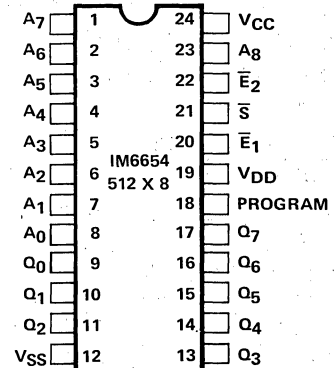 A7 1 24 VCC
A6 2 23 A8
A5 3 22 E̅2
A4 4 21 S̅
A3 5 20 E̅1
IM6654
A2 6 19 VDD
512 X 8
A1 7 18 PROGRAM
A0 8 17 Q7
Q0 9 16 Q6
Q1 10 15 Q5
Q2 11 14 Q4
VSS 12 13 Q3